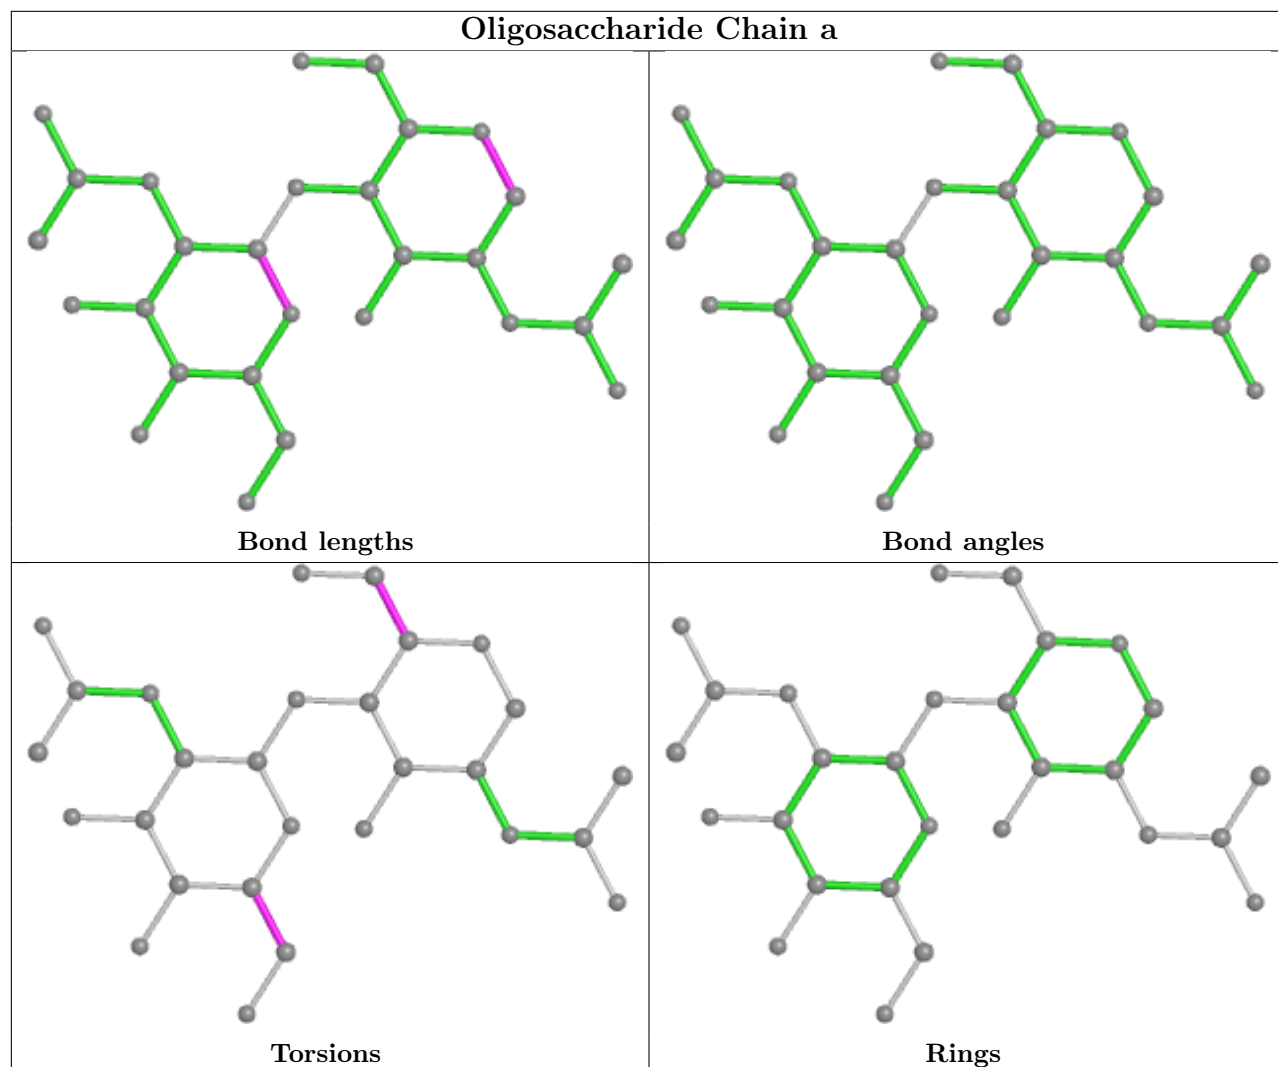 Oligosaccharide Chain a
Bond lengths
Bond angles
Torsions
Rings